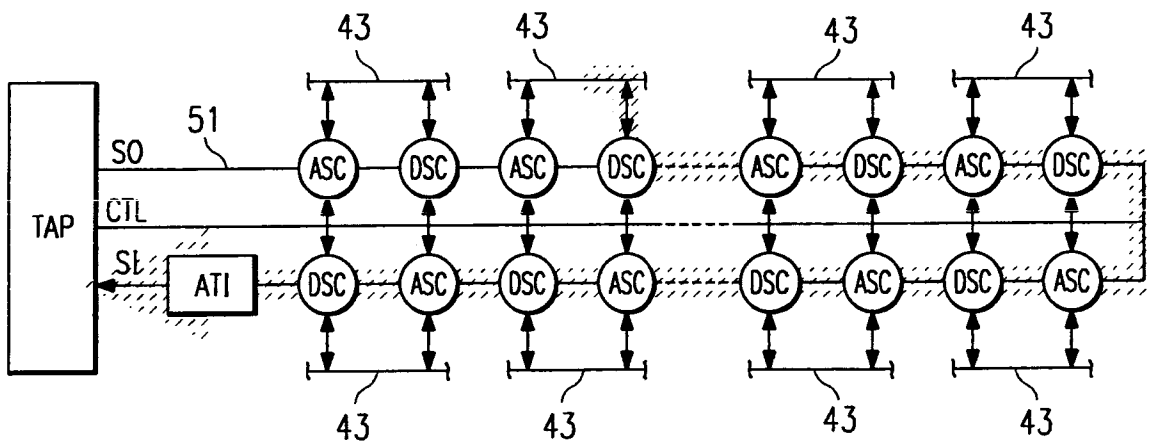 43 43 43 43
51
SO ASC DSC ASC DSC ASC DSC ASC DSC
TAP CTL
SI ATI DSC ASC DSC ASC DSC ASC DSC ASC
43 43 43 43